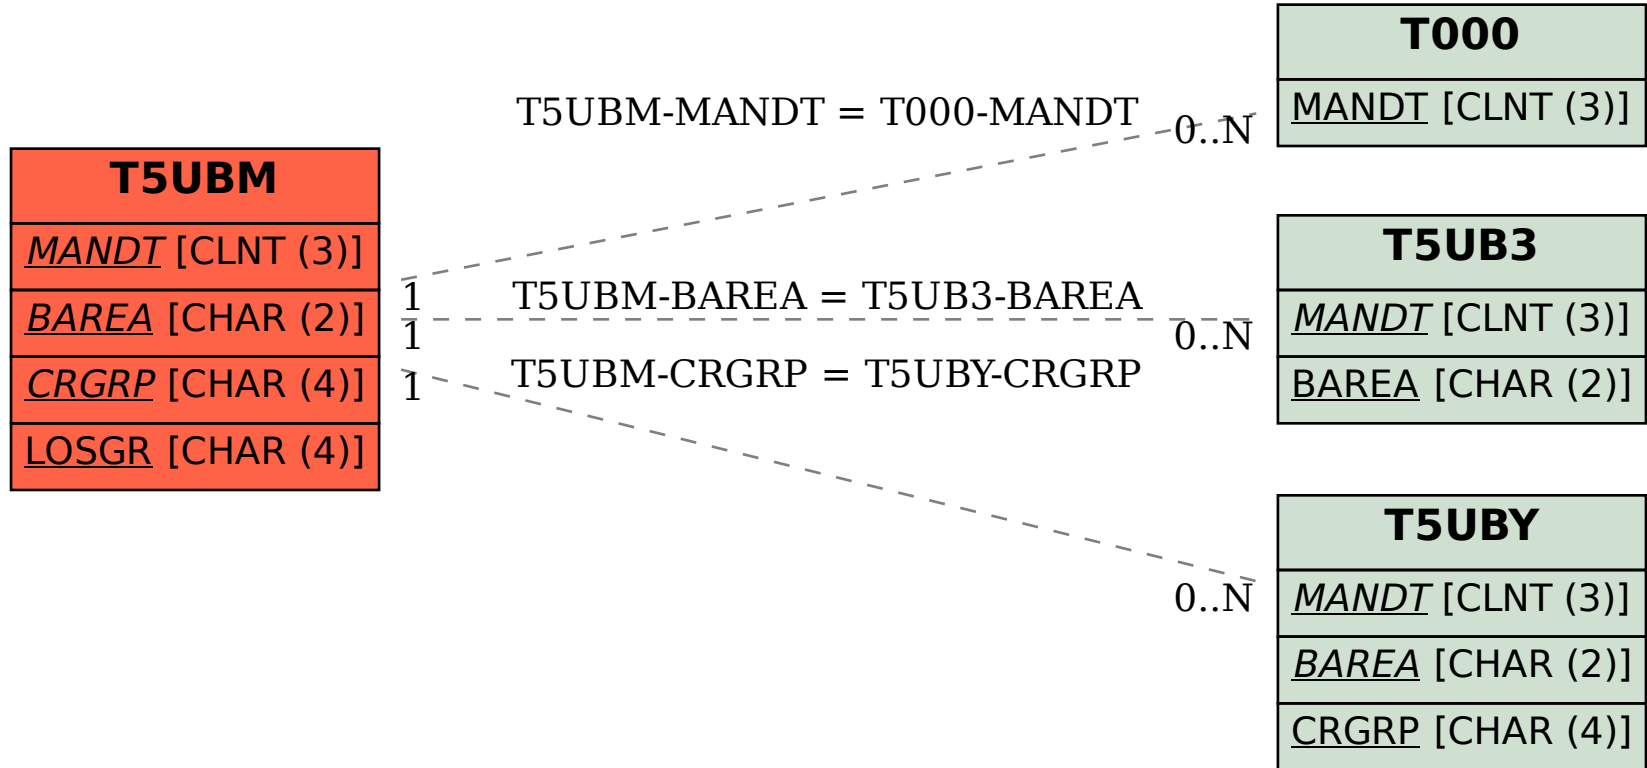 T5UBM
MANDT [CLNT (3)]
BAREA [CHAR (2)]
CRGRP [CHAR (4)]
LOSGR [CHAR (4)]
T5UBM-MANDT = T000-MANDT
1
0..N
T5UBM-BAREA = T5UB3-BAREA
1
0..N
T5UBM-CRGRP = T5UBY-CRGRP
1
0..N
T000
MANDT [CLNT (3)]
T5UB3
MANDT [CLNT (3)]
BAREA [CHAR (2)]
T5UBY
MANDT [CLNT (3)]
BAREA [CHAR (2)]
CRGRP [CHAR (4)]